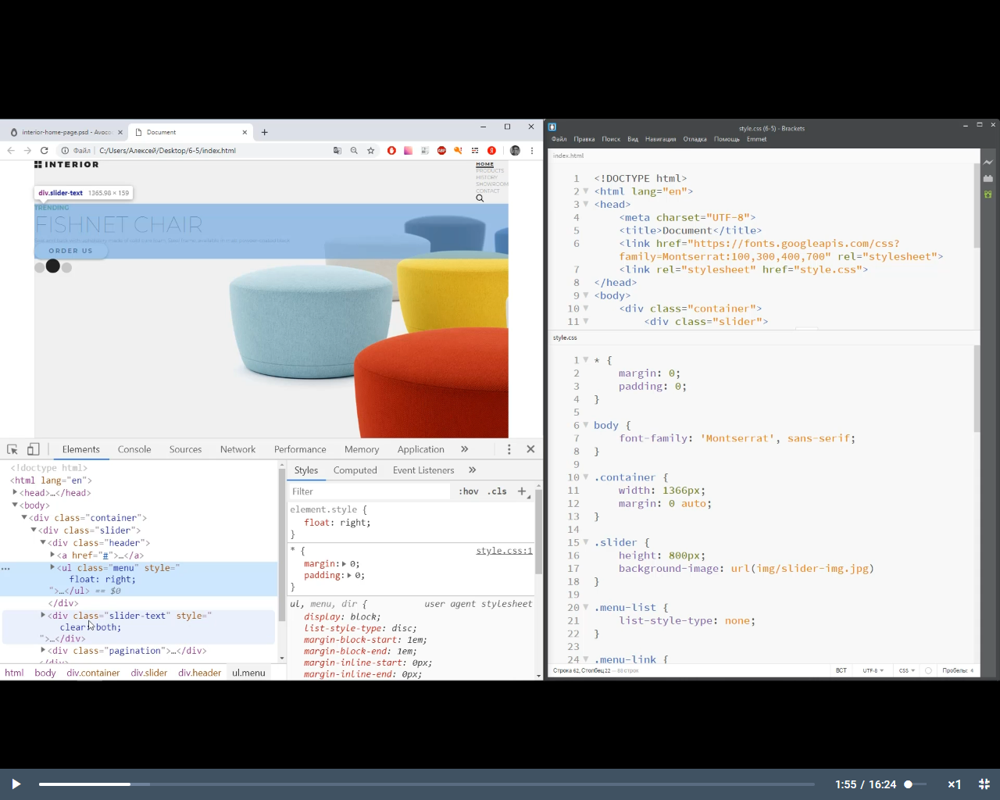 interior-home-page.psd - Avoco
Document
Файл
C:/Users/Алексей/Desktop/6-5/index.html
INTERIOR
HOME
PRODUCTS
HISTORY
SHOWROOM
CONTACT
div.slider-text 1365.98 × 159
TRENDING
FISHNET CHAIR
ORDER US
Elements Console Sources Network Performance Memory Application »
<!doctype html>
<html lang="en">
<head>…</head>
<body>
<div class="container">
<div class="slider">
<div class="header">
<a href="#">…</a>
<ul class="menu" style="
float: right;
">…</ul> == $0
</div>
<div class="slider-text" style="
clear: both;
">…</div>
<div class="pagination">…</div>
</div>
html body div.container div.slider div.header ul.menu
Styles Computed Event Listeners »
Filter :hov .cls +
element.style {
float: right;
}
* { style.css:1
margin: 0;
padding: 0;
}
ul, menu, dir { user agent stylesheet
display: block;
list-style-type: disc;
margin-block-start: 1em;
margin-block-end: 1em;
margin-inline-start: 0px;
margin-inline-end: 0px;
style.css (6-5) - Brackets
Файл Правка Поиск Вид Навигация Отладка Помощь Emmet
index.html
1 <!DOCTYPE html>
2 <html lang="en">
3 <head>
4 <meta charset="UTF-8">
5 <title>Document</title>
6 <link href="https://fonts.googleapis.com/css?
family=Montserrat:100,300,400,700" rel="stylesheet">
7 <link rel="stylesheet" href="style.css">
8 </head>
9 <body>
10 <div class="container">
11 <div class="slider">
style.css
1 * {
2 margin: 0;
3 padding: 0;
4 }
5
6 body {
7 font-family: 'Montserrat', sans-serif;
8 }
9
10 .container {
11 width: 1366px;
12 margin: 0 auto;
13 }
14
15 .slider {
16 height: 800px;
17 background-image: url(img/slider-img.jpg)
18 }
19
20 .menu-list {
21 list-style-type: none;
22 }
23
24 .menu-link {
Строка 62, Столбец 22 — 83 строк
ВСТ UTF-8 CSS Пробелы: 4
1:55 / 16:24 ×1